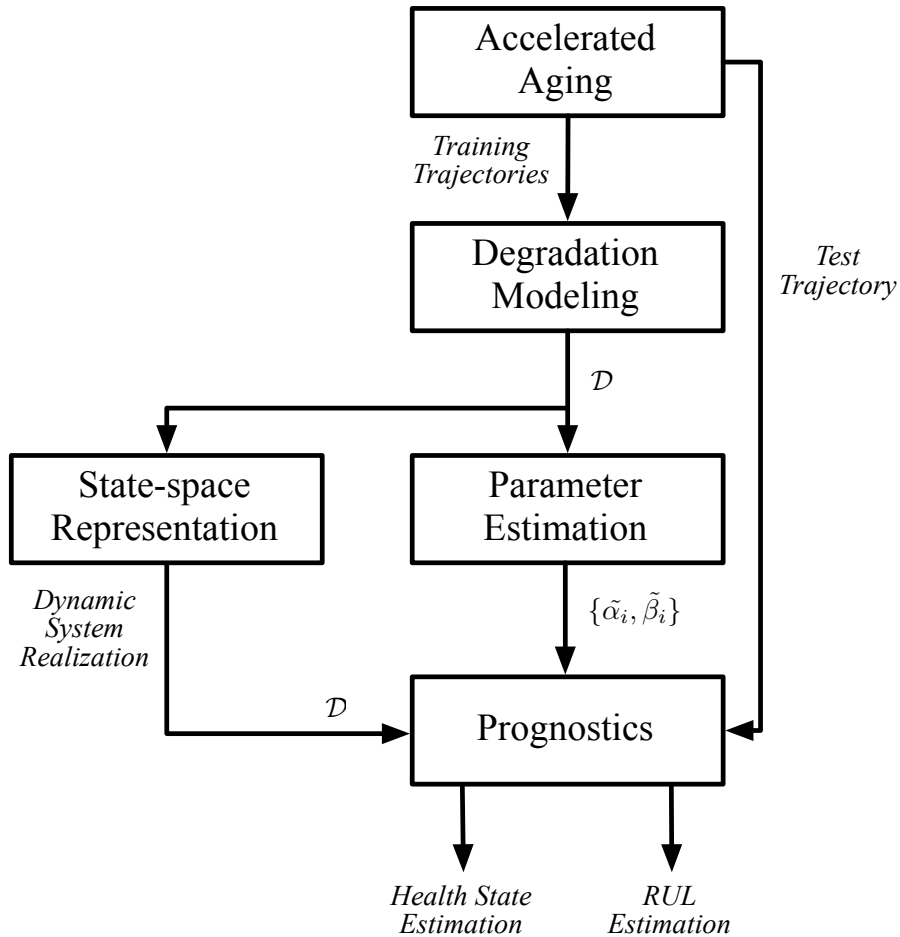 Accelerated
Aging
Training
Trajectories
Degradation
Modeling
Test
Trajectory
𝒟
State-space
Representation
Parameter
Estimation
Dynamic
System
Realization
{α̃ᵢ, β̃ᵢ}
𝒟
Prognostics
Health State
Estimation
RUL
Estimation